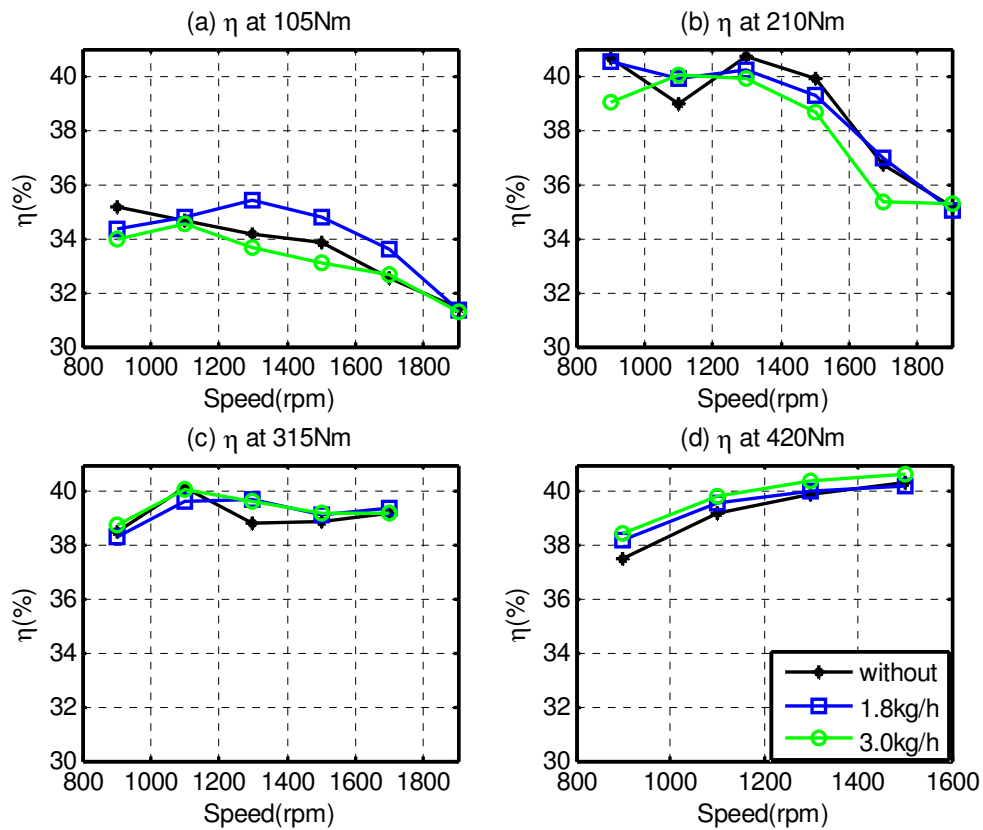 (a) η at 105Nm
η(%)
40
38
36
34
32
30
800 1000 1200 1400 1600 1800
Speed(rpm)
(b) η at 210Nm
η(%)
40
38
36
34
32
30
800 1000 1200 1400 1600 1800
Speed(rpm)
(c) η at 315Nm
η(%)
40
38
36
34
32
30
800 1000 1200 1400 1600 1800
Speed(rpm)
(d) η at 420Nm
η(%)
40
38
36
34
32
30
without
1.8kg/h
3.0kg/h
800 1000 1200 1400 1600
Speed(rpm)